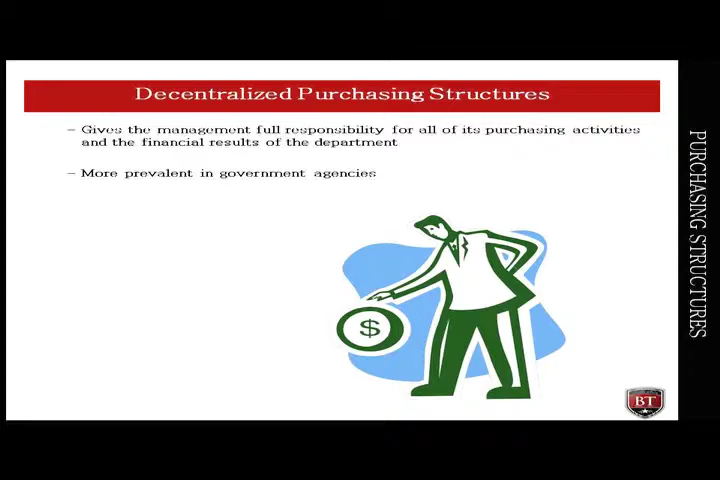 Decentralized Purchasing Structures
– Gives the management full responsibility for all of its purchasing activities
and the financial results of the department
– More prevalent in government agencies
$
PURCHASING STRUCTURES
BT